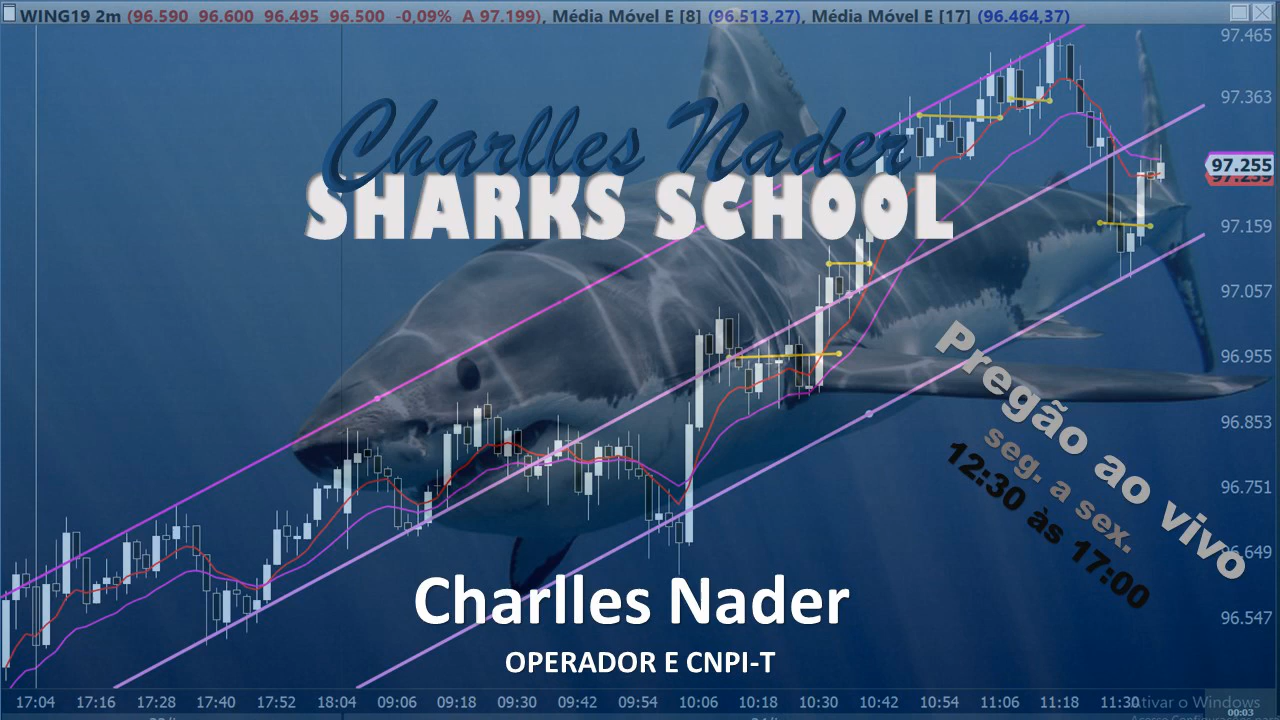 WING19 2m (96.590 96.600 96.495 96.500 -0,09% A 97.199), Média Móvel E [8] (96.513,27), Média Móvel E [17] (96.464,37)
97.465
97.363
Charlles Nader
SHARKS SCHOOL
97.255
97.159
97.057
96.955
Pregão ao vivo
seg. a sex.
12:30 às 17:00
96.853
96.751
96.649
96.547
Charlles Nader
OPERADOR E CNPI-T
17:04 17:16 17:28 17:40 17:52 18:04 09:06 09:18 09:30 09:42 09:54 10:06 10:18 10:30 10:42 10:54 11:06 11:18 11:30
Ativar o Windows
00:03